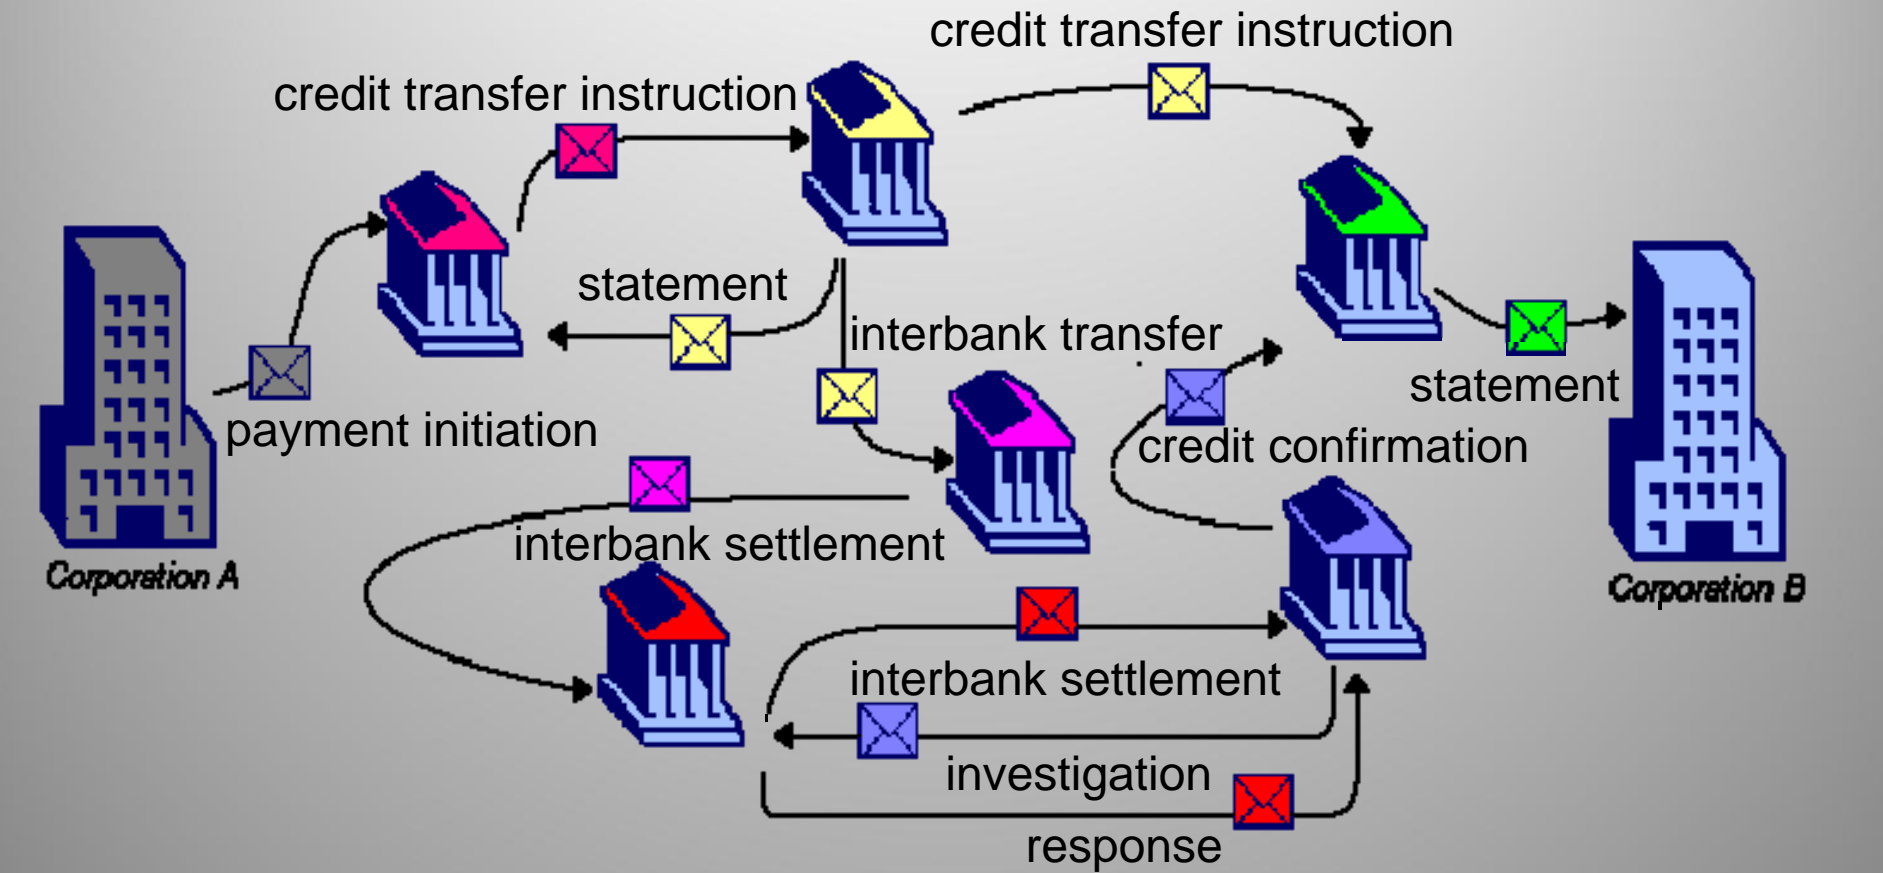 credit transfer instruction
credit transfer instruction
statement
interbank transfer
statement
payment initiation
credit confirmation
interbank settlement
Corporation A
Corporation B
interbank settlement
investigation
response